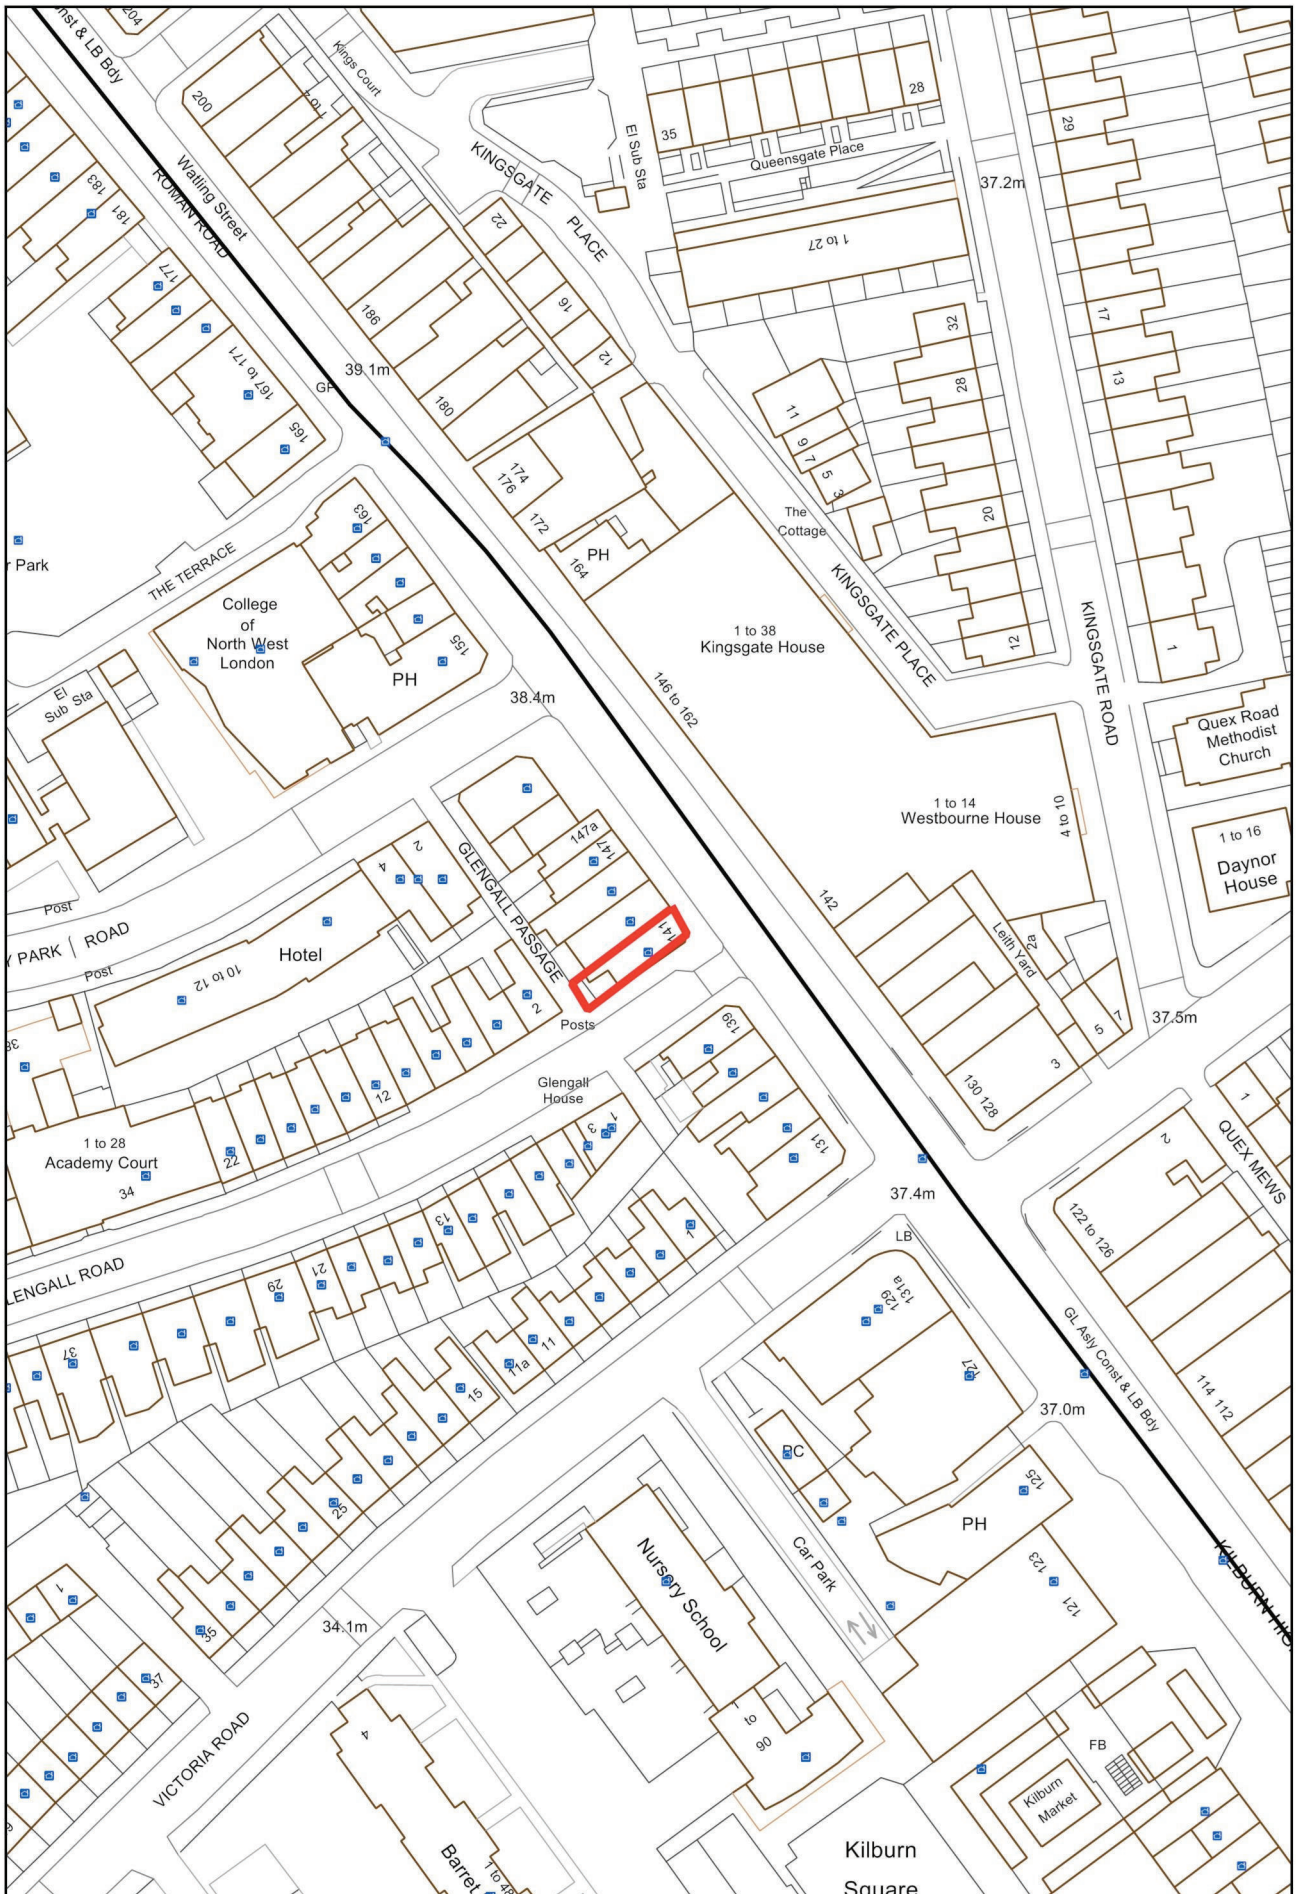 204
nst & LB Bdy
Kings Court
200
1 to 4
28
35
El Sub Sta
Queensgate Place
29
Watling Street
ROMAN ROAD
KINGSGATE
PLACE
37.2m
183
181
22
1 to 27
177
16
17
32
186
12
39.1m
GP
13
28
167 to 171
180
11
9
7
5
3
165
174
176
172
163
The
Cottage
20
PH
r Park
164
THE TERRACE
KINGSGATE PLACE
College
of
North West
London
1 to 38
Kingsgate House
KINGSGATE ROAD
12
1
155
PH
El
Sub Sta
146 to 162
38.4m
Quex Road
Methodist
Church
1 to 14
Westbourne House
4 to 10
1 to 16
Daynor
House
147a
147
2
4
GLENGALL PASSAGE
142
Post
Y PARK
ROAD
141
Leith Yard
2a
Hotel
Post
10 to 12
2
Posts
139
37.5m
7
5
3
38
Glengall
House
130 128
12
1
3
1
1 to 28
Academy Court
22
131
2
QUEX MEWS
34
37.4m
122 to 126
13
1
LB
LENGALL ROAD
21
29
131a
129
GL Asly Const & LB Bdy
37
11
11a
127
15
114 112
37.0m
PC
125
25
PH
Nursery School
Car Park
KILBURN HIG
123
1
121
35
34.1m
37
90
to
4
VICTORIA ROAD
FB
Kilburn
Market
Barret
1 to 48
Kilburn
Square